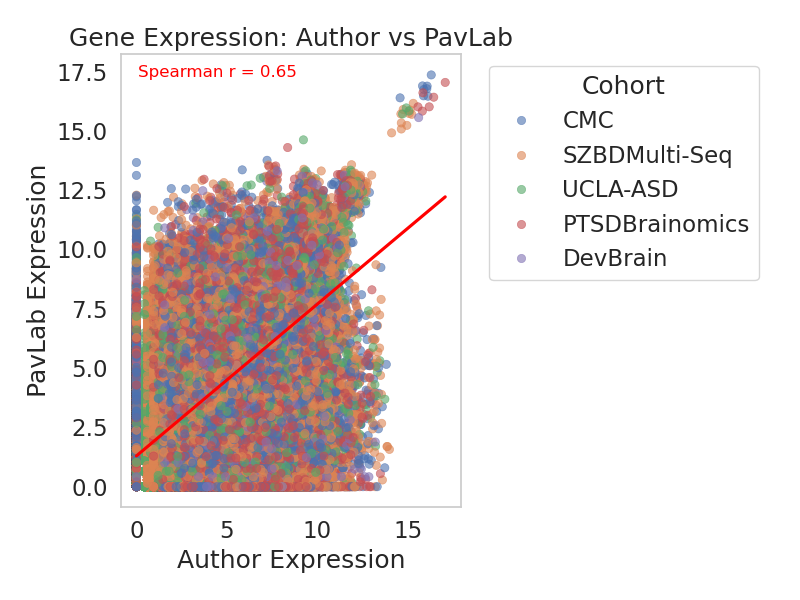 Gene Expression: Author vs PavLab
Spearman r = 0.65
17.5
15.0
12.5
10.0
7.5
5.0
2.5
0.0
PavLab Expression
0 5 10 15
Author Expression
Cohort
CMC
SZBDMulti-Seq
UCLA-ASD
PTSDBrainomics
DevBrain